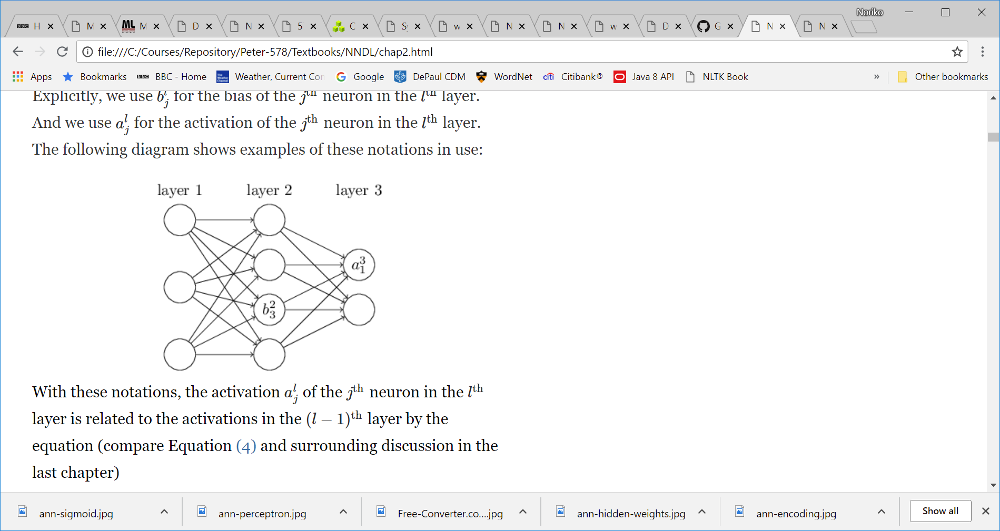 Noriko
BBC H M ML M D N 5 C S w N N w D G N N
file:///C:/Courses/Repository/Peter-578/Textbooks/NNDL/chap2.html
Apps Bookmarks BBC BBC - Home The Weather Channel Weather, Current Con Google DePaul CDM WordNet citi Citibank® Java 8 API NLTK Book » Other bookmarks
Explicitly, we use b^l_j for the bias of the j^th neuron in the l^th layer.
And we use a^l_j for the activation of the j^th neuron in the l^th layer.
The following diagram shows examples of these notations in use:
layer 1 layer 2 layer 3
a^3_1
b^2_3
With these notations, the activation a^l_j of the j^th neuron in the l^th
layer is related to the activations in the (l − 1)^th layer by the
equation (compare Equation (4) and surrounding discussion in the
last chapter)
ann-sigmoid.jpg ann-perceptron.jpg Free-Converter.co....jpg ann-hidden-weights.jpg ann-encoding.jpg Show all